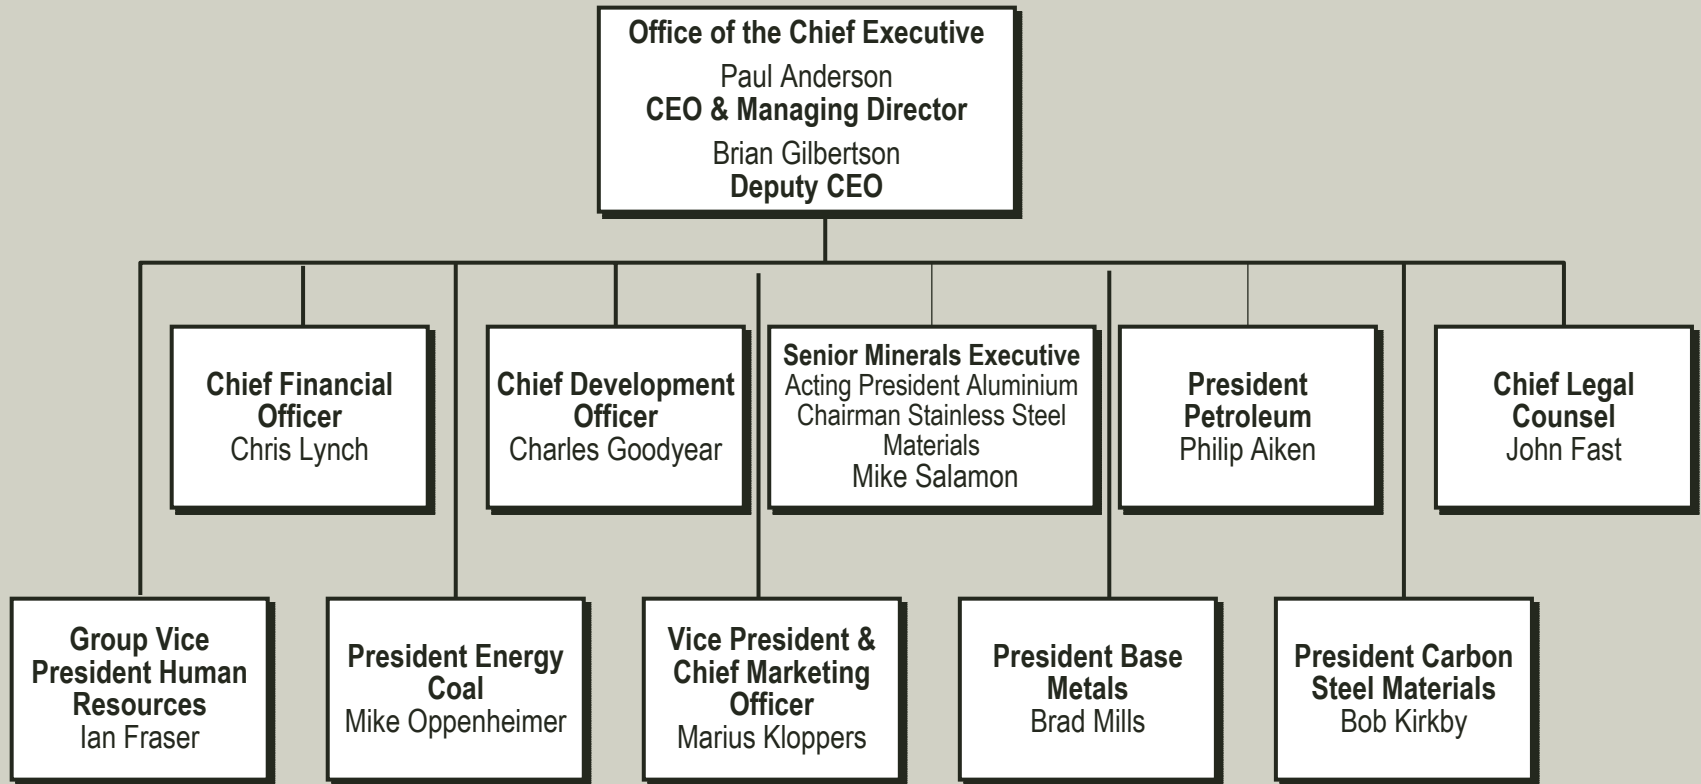 Office of the Chief Executive
Paul Anderson
CEO & Managing Director
Brian Gilbertson
Deputy CEO
Chief Financial
Officer
Chris Lynch
Chief Development
Officer
Charles Goodyear
Senior Minerals Executive
Acting President Aluminium
Chairman Stainless Steel
Materials
Mike Salamon
President
Petroleum
Philip Aiken
Chief Legal
Counsel
John Fast
Group Vice
President Human
Resources
Ian Fraser
President Energy
Coal
Mike Oppenheimer
Vice President &
Chief Marketing
Officer
Marius Kloppers
President Base
Metals
Brad Mills
President Carbon
Steel Materials
Bob Kirkby